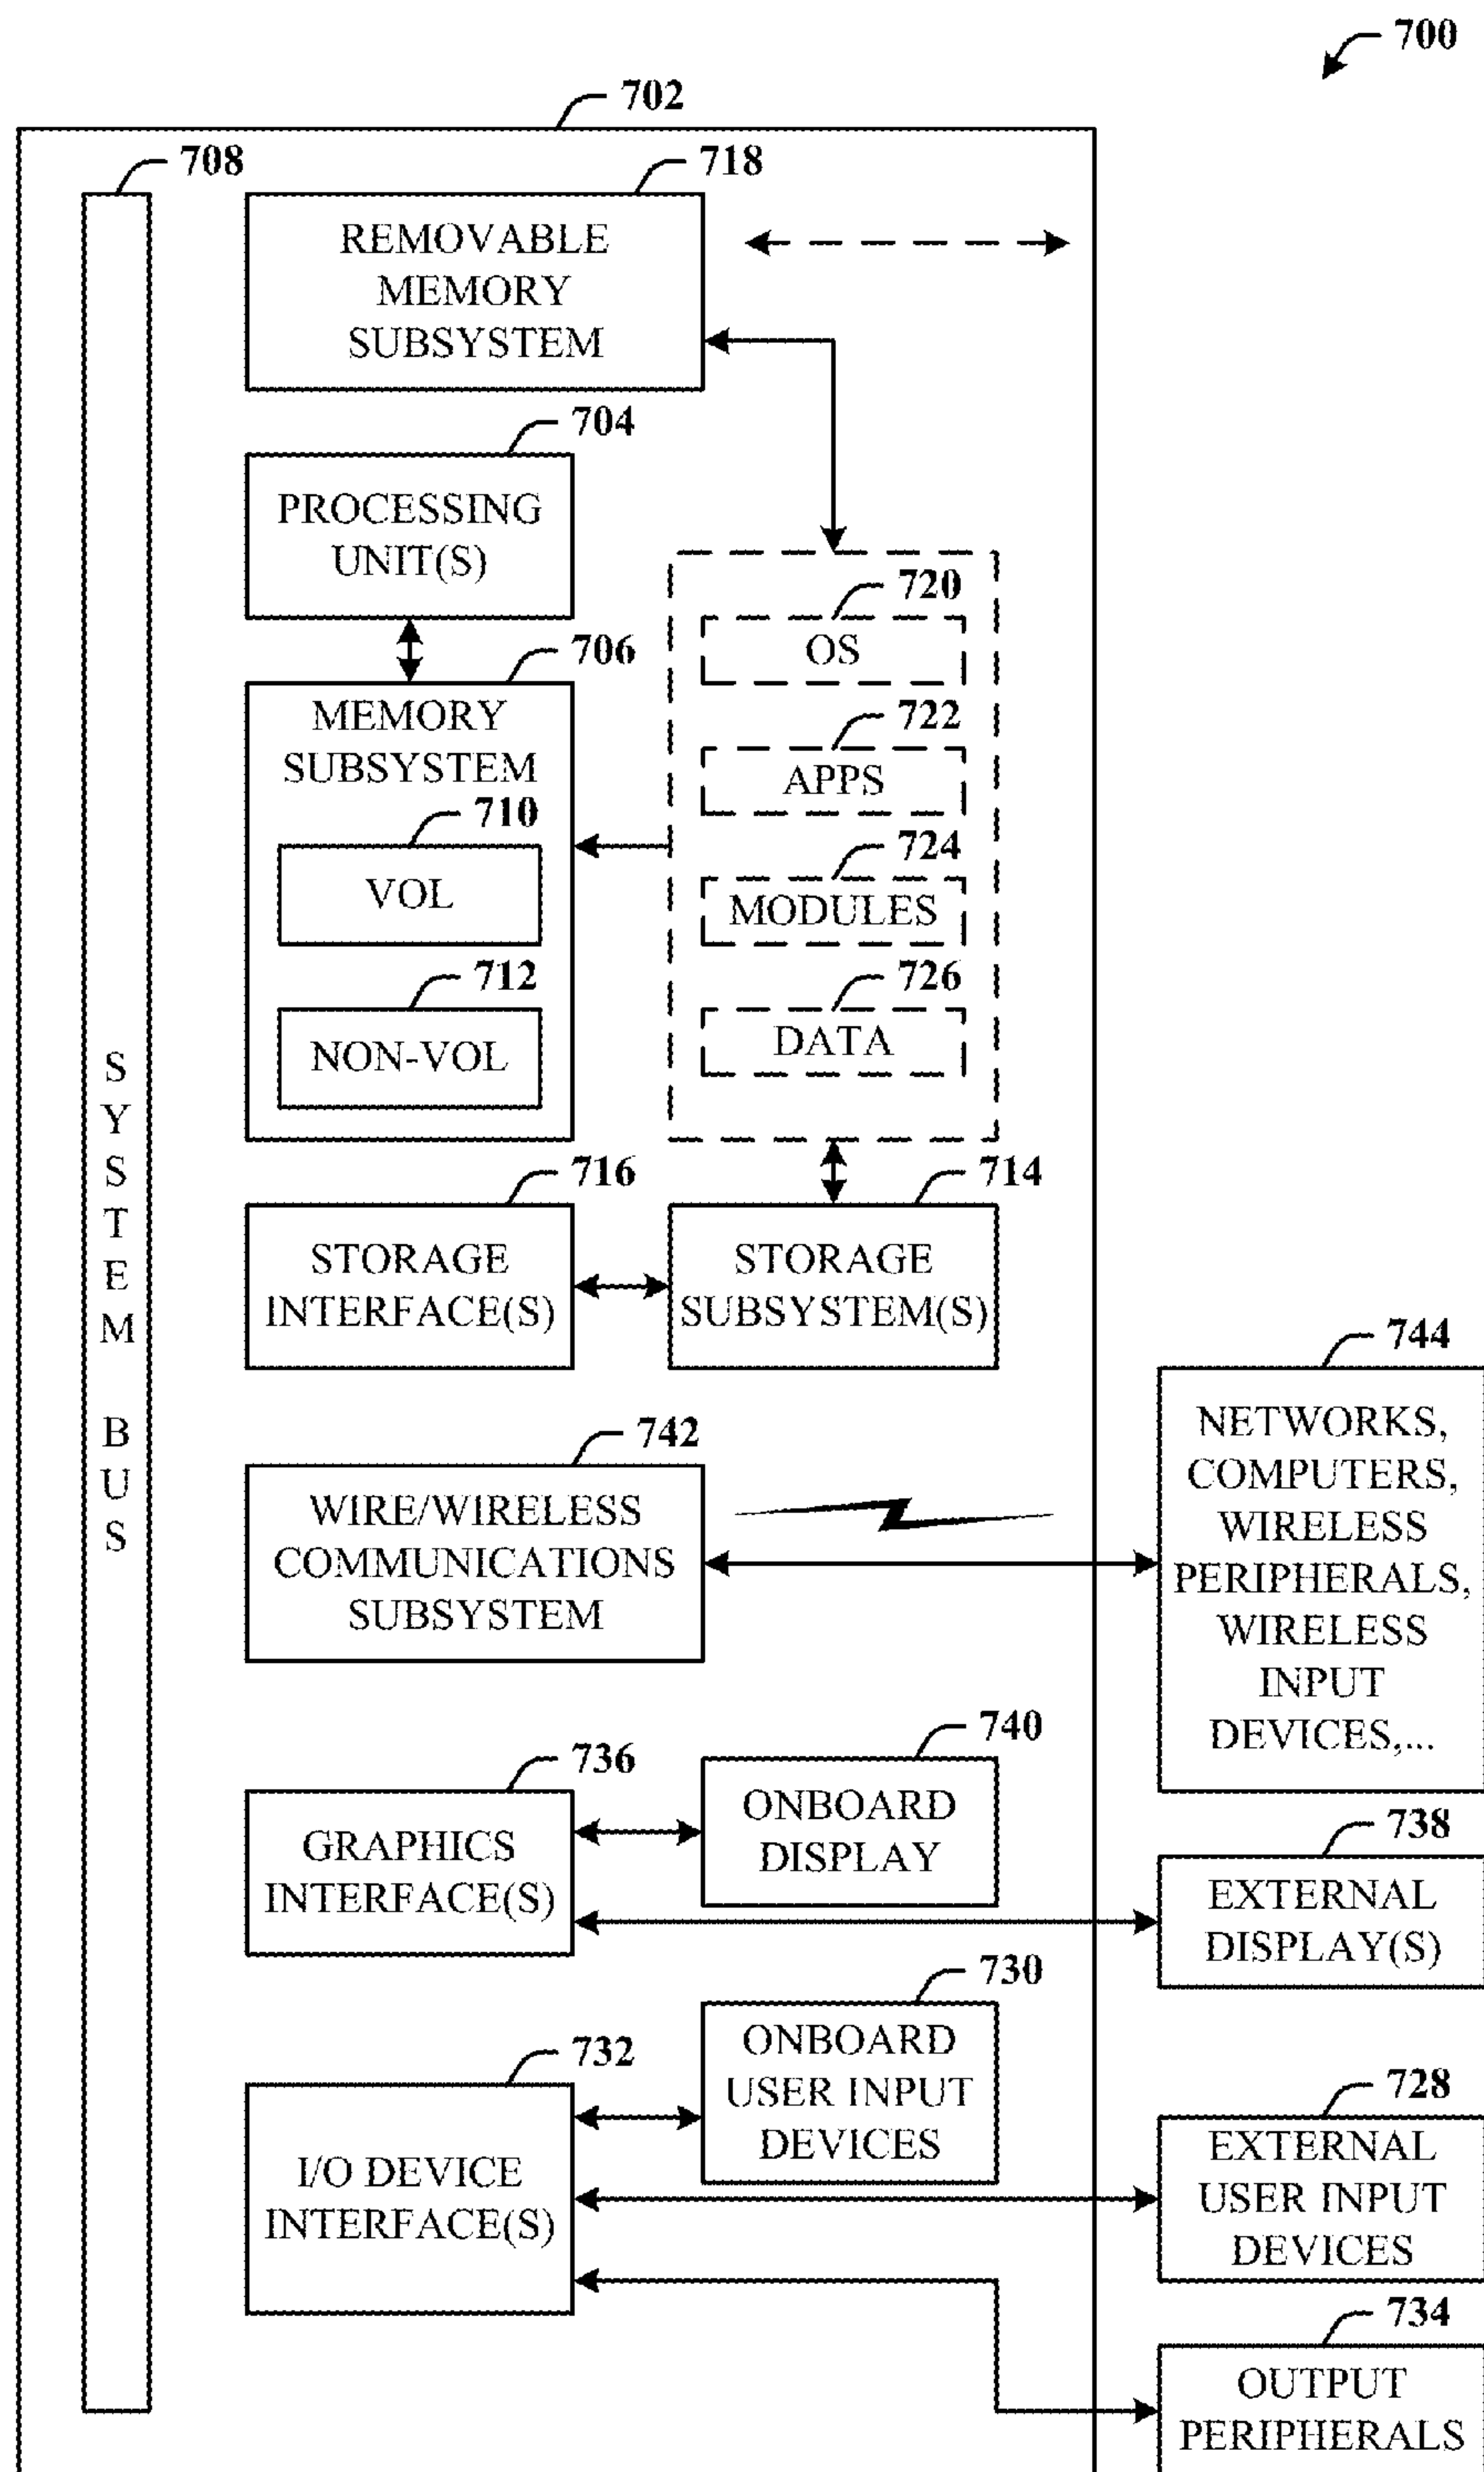 700
702
708
718
REMOVABLE
MEMORY
SUBSYSTEM
704
PROCESSING
UNIT(S)
720
OS
706
MEMORY
SUBSYSTEM
722
APPS
710
VOL
724
MODULES
712
NON-VOL
726
DATA
SYSTEM BUS
716
STORAGE
INTERFACE(S)
714
STORAGE
SUBSYSTEM(S)
744
NETWORKS,
COMPUTERS,
WIRELESS
PERIPHERALS,
WIRELESS
INPUT
DEVICES,...
742
WIRE/WIRELESS
COMMUNICATIONS
SUBSYSTEM
740
ONBOARD
DISPLAY
736
GRAPHICS
INTERFACE(S)
738
EXTERNAL
DISPLAY(S)
730
ONBOARD
USER INPUT
DEVICES
732
I/O DEVICE
INTERFACE(S)
728
EXTERNAL
USER INPUT
DEVICES
734
OUTPUT
PERIPHERALS